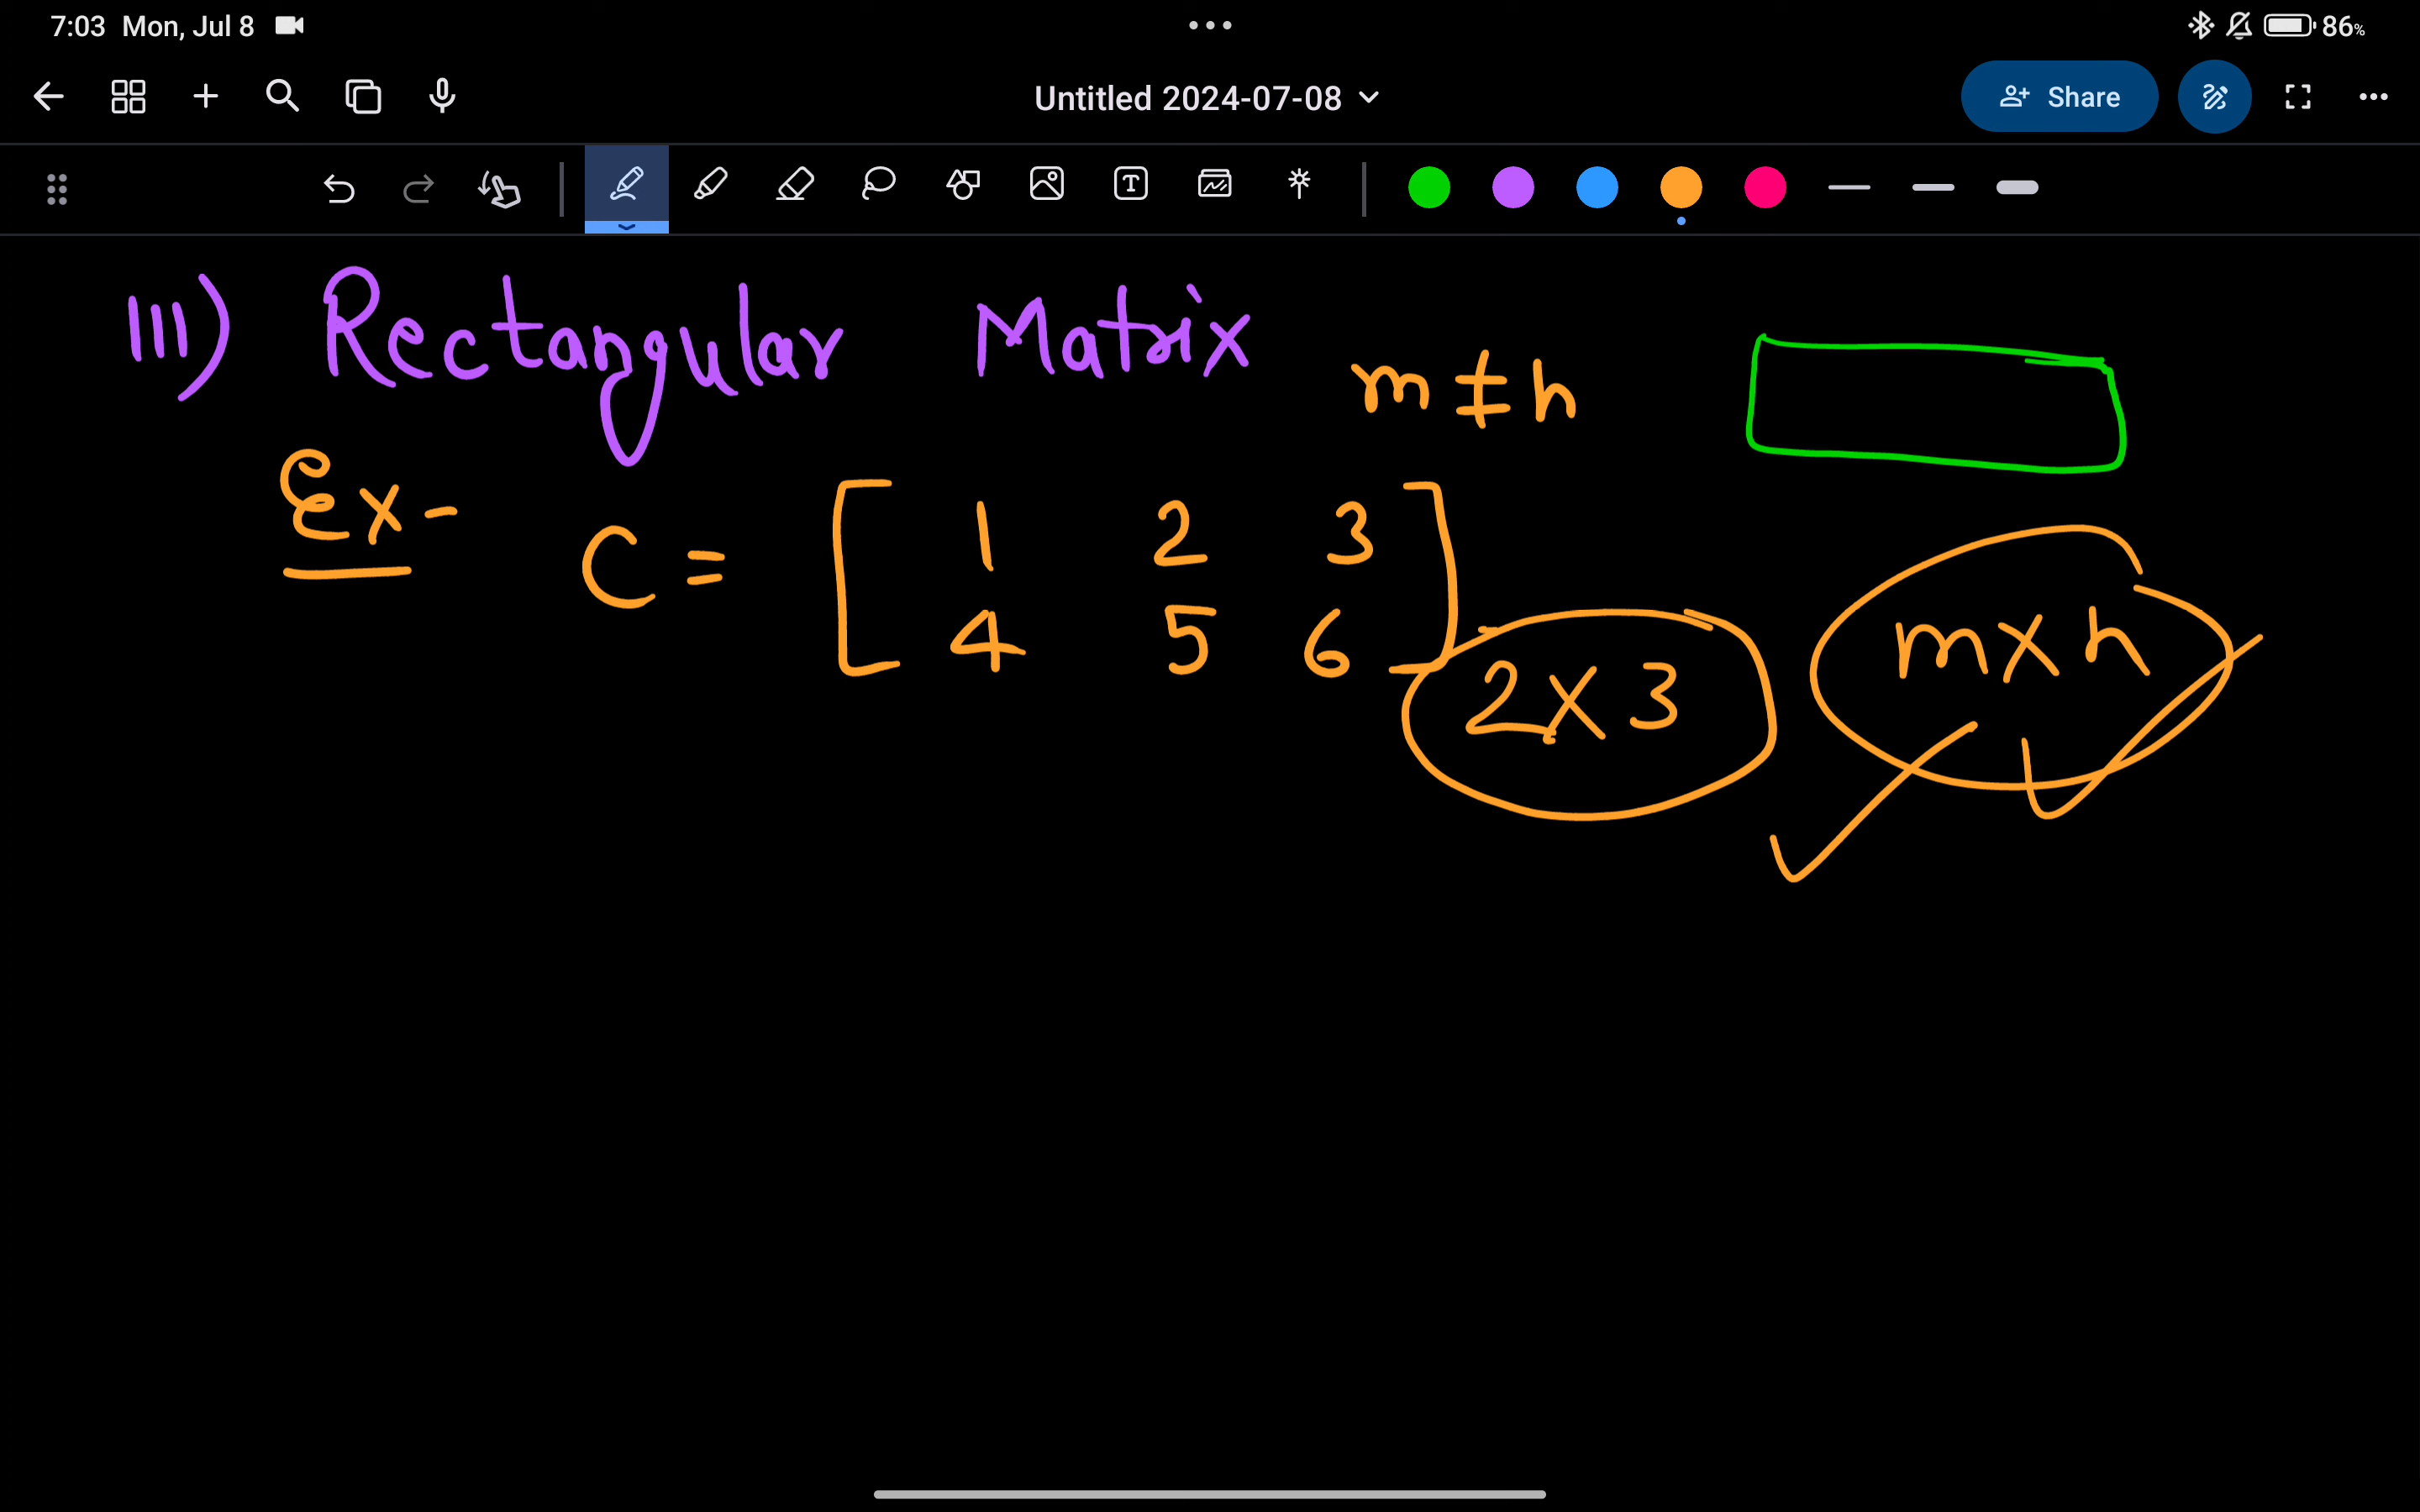 7:03 Mon, Jul 8 86%
Untitled 2024-07-08 Share
III) Rectangular Matrix
m ≠ n
Ex-
C = [ 1 2 3
4 5 6 ] 2 X 3
m X n